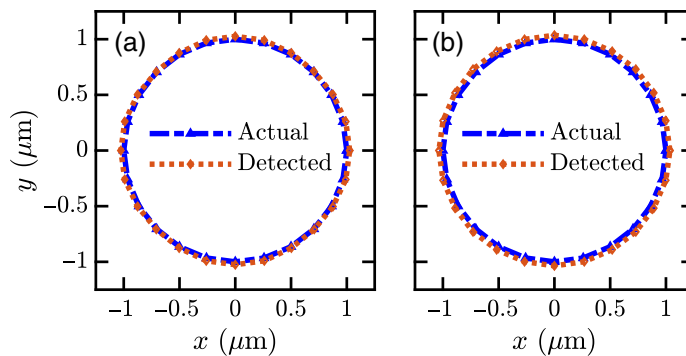 (a)
(b)
1
0.5
0
−0.5
−1
y (μm)
Actual
Detected
Actual
Detected
−1 −0.5 0 0.5 1
−1 −0.5 0 0.5 1
x (μm)
x (μm)